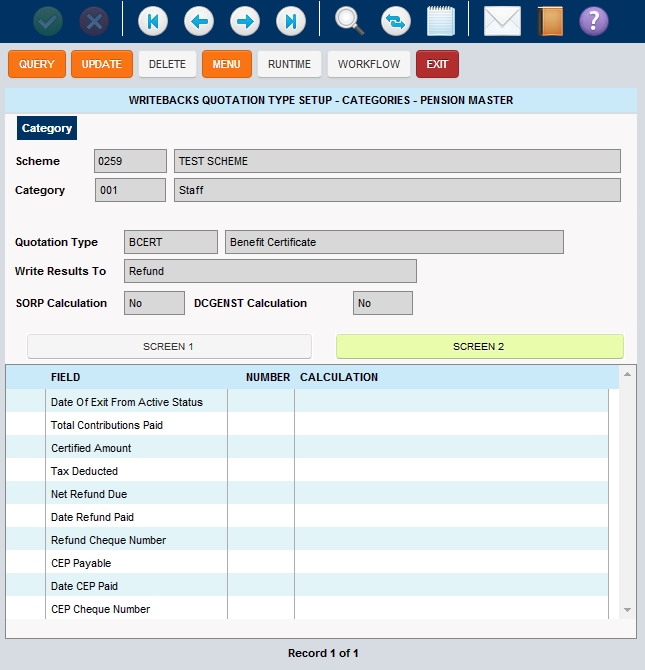 ?
QUERY UPDATE DELETE MENU RUNTIME WORKFLOW EXIT
WRITEBACKS QUOTATION TYPE SETUP - CATEGORIES - PENSION MASTER
Category
Scheme 0259 TEST SCHEME
Category 001 Staff
Quotation Type BCERT Benefit Certificate
Write Results To Refund
SORP Calculation No DCGENST Calculation No
SCREEN 1 SCREEN 2
FIELD NUMBER CALCULATION
Date Of Exit From Active Status
Total Contributions Paid
Certified Amount
Tax Deducted
Net Refund Due
Date Refund Paid
Refund Cheque Number
CEP Payable
Date CEP Paid
CEP Cheque Number
Record 1 of 1